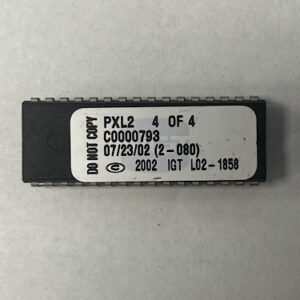 DO NOT COPY
PXL2 4 OF 4
C0000793
07/23/02 (2-080)
© 2002 IGT L02-1858